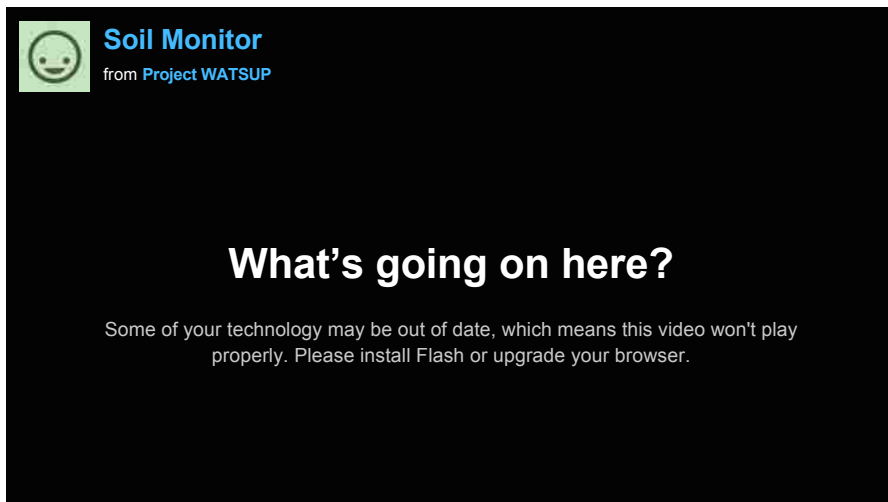 Soil Monitor
from Project WATSUP
What’s going on here?
Some of your technology may be out of date, which means this video won't play
properly. Please install Flash or upgrade your browser.